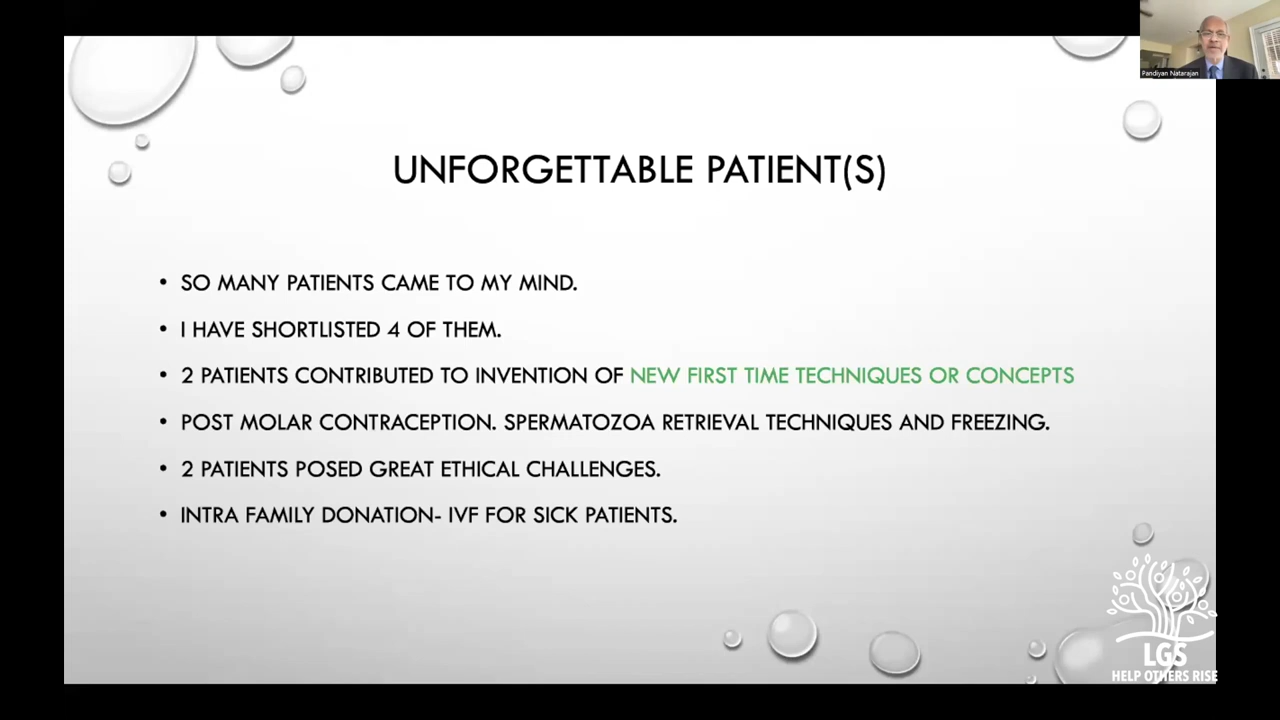 Pandiyan Natarajan
UNFORGETTABLE PATIENT(S)
• SO MANY PATIENTS CAME TO MY MIND.
• I HAVE SHORTLISTED 4 OF THEM.
• 2 PATIENTS CONTRIBUTED TO INVENTION OF NEW FIRST TIME TECHNIQUES OR CONCEPTS
• POST MOLAR CONTRACEPTION. SPERMATOZOA RETRIEVAL TECHNIQUES AND FREEZING.
• 2 PATIENTS POSED GREAT ETHICAL CHALLENGES.
• INTRA FAMILY DONATION- IVF FOR SICK PATIENTS.
LGS
HELP OTHERS RISE